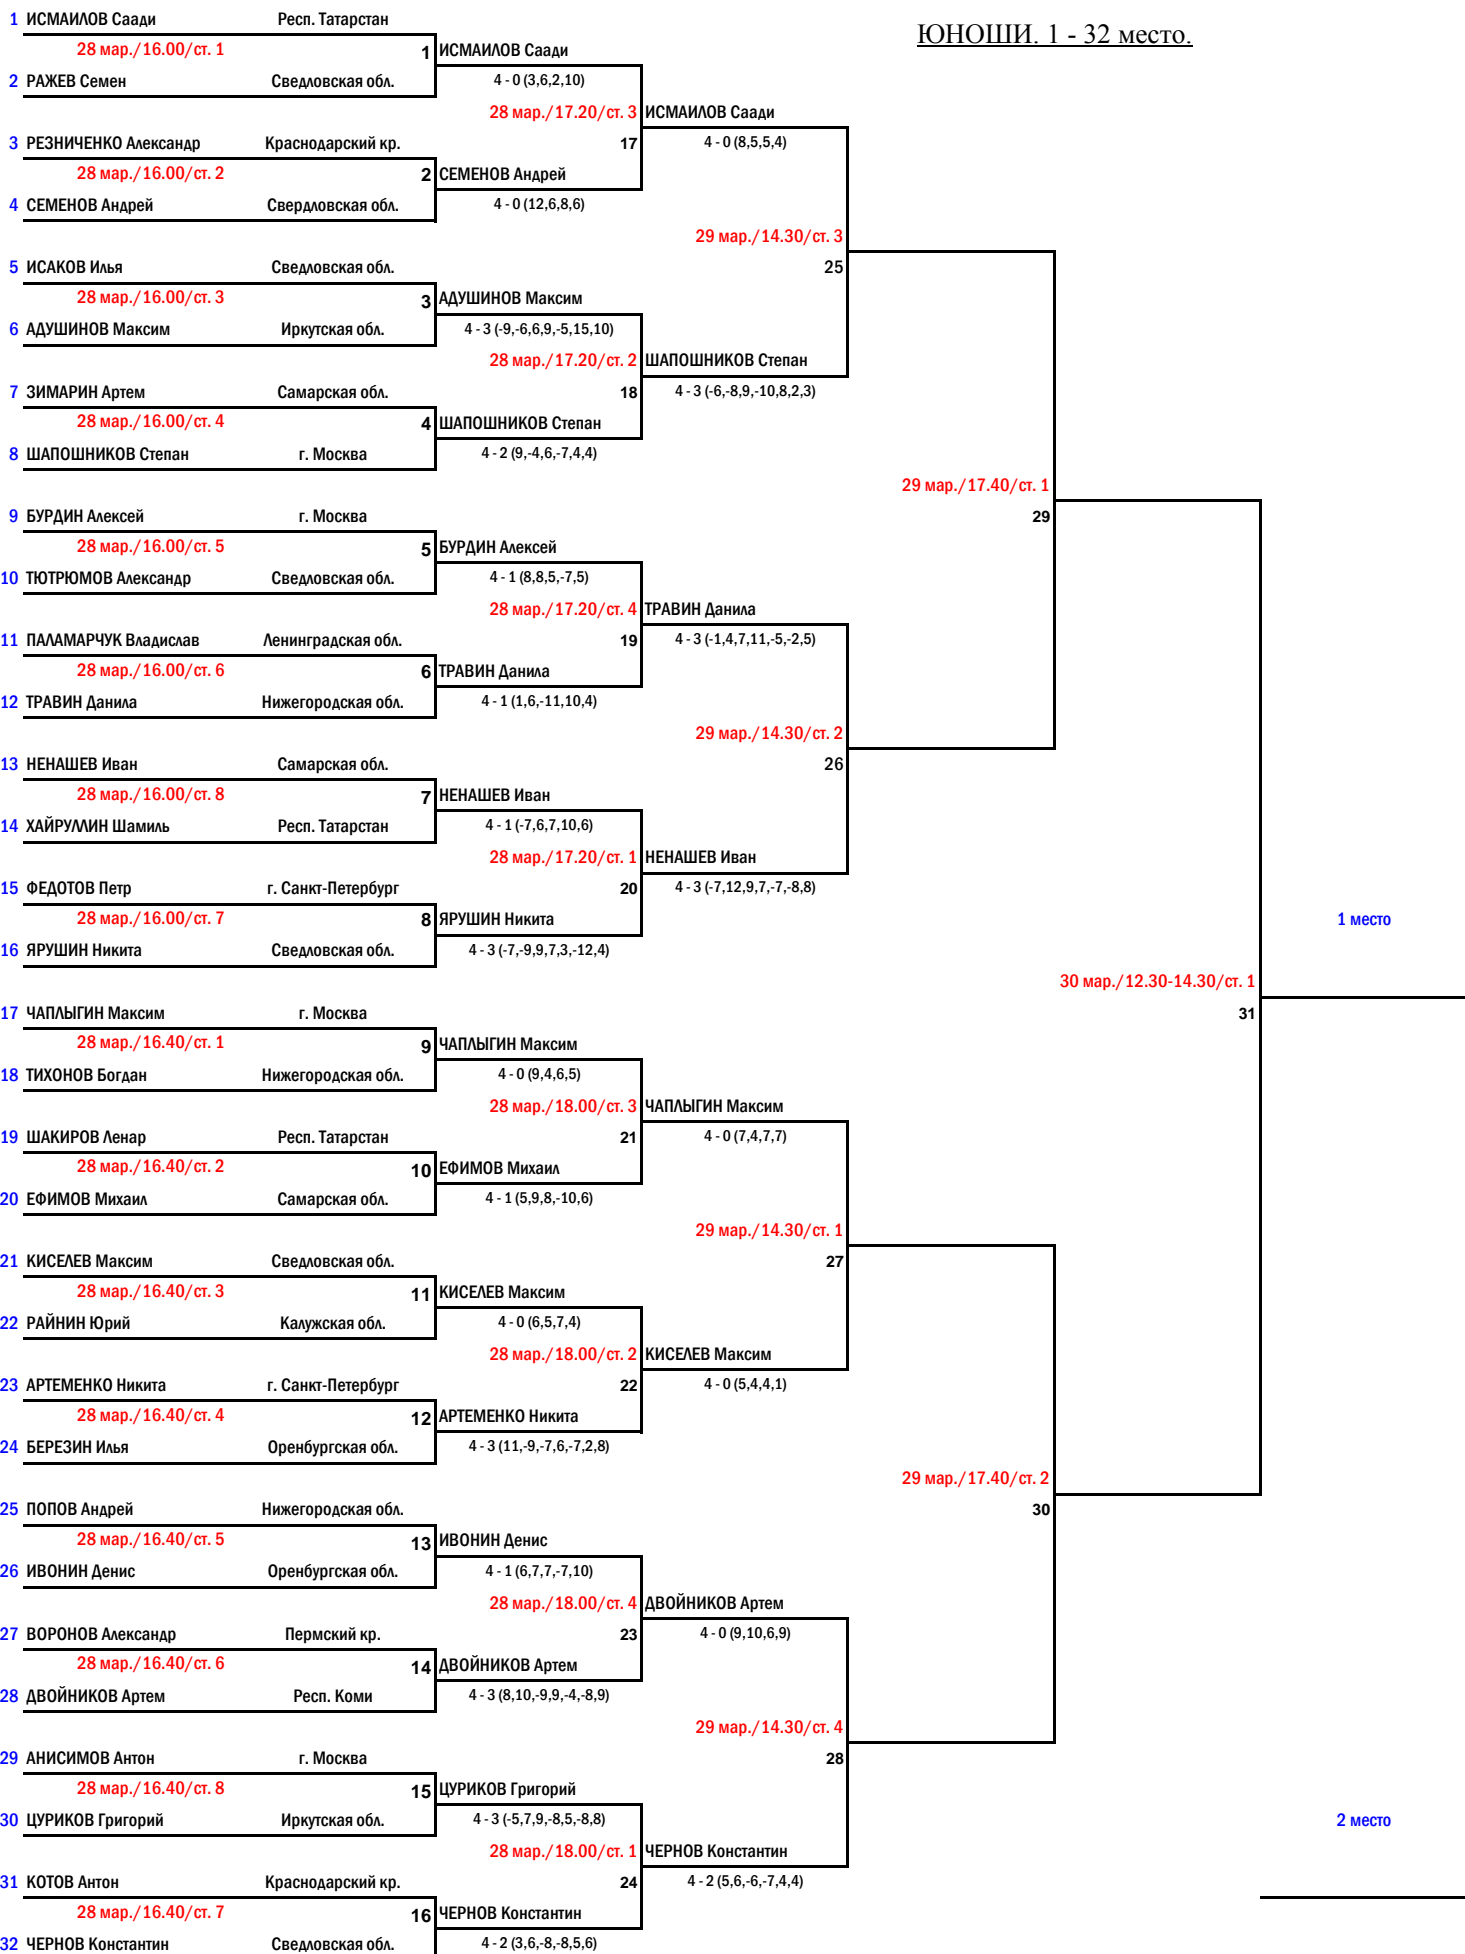 1 ИСМАИЛОВ Саади Респ. Татарстан
ЮНОШИ. 1 - 32 место.
28 мар./16.00/ст. 1 1 ИСМАИЛОВ Саади
2 РАЖЕВ Семен Сведловская обл. 4 - 0 (3,6,2,10)
28 мар./17.20/ст. 3 ИСМАИЛОВ Саади
3 РЕЗНИЧЕНКО Александр Краснодарский кр. 17 4 - 0 (8,5,5,4)
28 мар./16.00/ст. 2 2 СЕМЕНОВ Андрей
4 СЕМЕНОВ Андрей Свердловская обл. 4 - 0 (12,6,8,6)
29 мар./14.30/ст. 3
5 ИСАКОВ Илья Сведловская обл. 25
28 мар./16.00/ст. 3 3 АДУШИНОВ Максим
6 АДУШИНОВ Максим Иркутская обл. 4 - 3 (-9,-6,6,9,-5,15,10)
28 мар./17.20/ст. 2 ШАПОШНИКОВ Степан
7 ЗИМАРИН Артем Самарская обл. 18 4 - 3 (-6,-8,9,-10,8,2,3)
28 мар./16.00/ст. 4 4 ШАПОШНИКОВ Степан
8 ШАПОШНИКОВ Степан г. Москва 4 - 2 (9,-4,6,-7,4,4)
29 мар./17.40/ст. 1
9 БУРДИН Алексей г. Москва 29
28 мар./16.00/ст. 5 5 БУРДИН Алексей
10 ТЮТРЮМОВ Александр Сведловская обл. 4 - 1 (8,8,5,-7,5)
28 мар./17.20/ст. 4 ТРАВИН Данила
11 ПАЛАМАРЧУК Владислав Ленинградская обл. 19 4 - 3 (-1,4,7,11,-5,-2,5)
28 мар./16.00/ст. 6 6 ТРАВИН Данила
12 ТРАВИН Данила Нижегородская обл. 4 - 1 (1,6,-11,10,4)
29 мар./14.30/ст. 2
13 НЕНАШЕВ Иван Самарская обл. 26
28 мар./16.00/ст. 8 7 НЕНАШЕВ Иван
14 ХАЙРУЛЛИН Шамиль Респ. Татарстан 4 - 1 (-7,6,7,10,6)
28 мар./17.20/ст. 1 НЕНАШЕВ Иван
15 ФЕДОТОВ Петр г. Санкт-Петербург 20 4 - 3 (-7,12,9,7,-7,-8,8)
28 мар./16.00/ст. 7 8 ЯРУШИН Никита 1 место
16 ЯРУШИН Никита Сведловская обл. 4 - 3 (-7,-9,9,7,3,-12,4)
30 мар./12.30-14.30/ст. 1
17 ЧАПЛЫГИН Максим г. Москва 31
28 мар./16.40/ст. 1 9 ЧАПЛЫГИН Максим
18 ТИХОНОВ Богдан Нижегородская обл. 4 - 0 (9,4,6,5)
28 мар./18.00/ст. 3 ЧАПЛЫГИН Максим
19 ШАКИРОВ Ленар Респ. Татарстан 21 4 - 0 (7,4,7,7)
28 мар./16.40/ст. 2 10 ЕФИМОВ Михаил
20 ЕФИМОВ Михаил Самарская обл. 4 - 1 (5,9,8,-10,6)
29 мар./14.30/ст. 1
21 КИСЕЛЕВ Максим Сведловская обл. 27
28 мар./16.40/ст. 3 11 КИСЕЛЕВ Максим
22 РАЙНИН Юрий Калужская обл. 4 - 0 (6,5,7,4)
28 мар./18.00/ст. 2 КИСЕЛЕВ Максим
23 АРТЕМЕНКО Никита г. Санкт-Петербург 22 4 - 0 (5,4,4,1)
28 мар./16.40/ст. 4 12 АРТЕМЕНКО Никита
24 БЕРЕЗИН Илья Оренбургская обл. 4 - 3 (11,-9,-7,6,-7,2,8)
29 мар./17.40/ст. 2
25 ПОПОВ Андрей Нижегородская обл. 30
28 мар./16.40/ст. 5 13 ИВОНИН Денис
26 ИВОНИН Денис Оренбургская обл. 4 - 1 (6,7,7,-7,10)
28 мар./18.00/ст. 4 ДВОЙНИКОВ Артем
27 ВОРОНОВ Александр Пермский кр. 23 4 - 0 (9,10,6,9)
28 мар./16.40/ст. 6 14 ДВОЙНИКОВ Артем
28 ДВОЙНИКОВ Артем Респ. Коми 4 - 3 (8,10,-9,9,-4,-8,9)
29 мар./14.30/ст. 4
29 АНИСИМОВ Антон г. Москва 28
28 мар./16.40/ст. 8 15 ЦУРИКОВ Григорий
30 ЦУРИКОВ Григорий Иркутская обл. 4 - 3 (-5,7,9,-8,5,-8,8) 2 место
28 мар./18.00/ст. 1 ЧЕРНОВ Константин
31 КОТОВ Антон Краснодарский кр. 24 4 - 2 (5,6,-6,-7,4,4)
28 мар./16.40/ст. 7 16 ЧЕРНОВ Константин
32 ЧЕРНОВ Константин Сведловская обл. 4 - 2 (3,6,-8,-8,5,6)